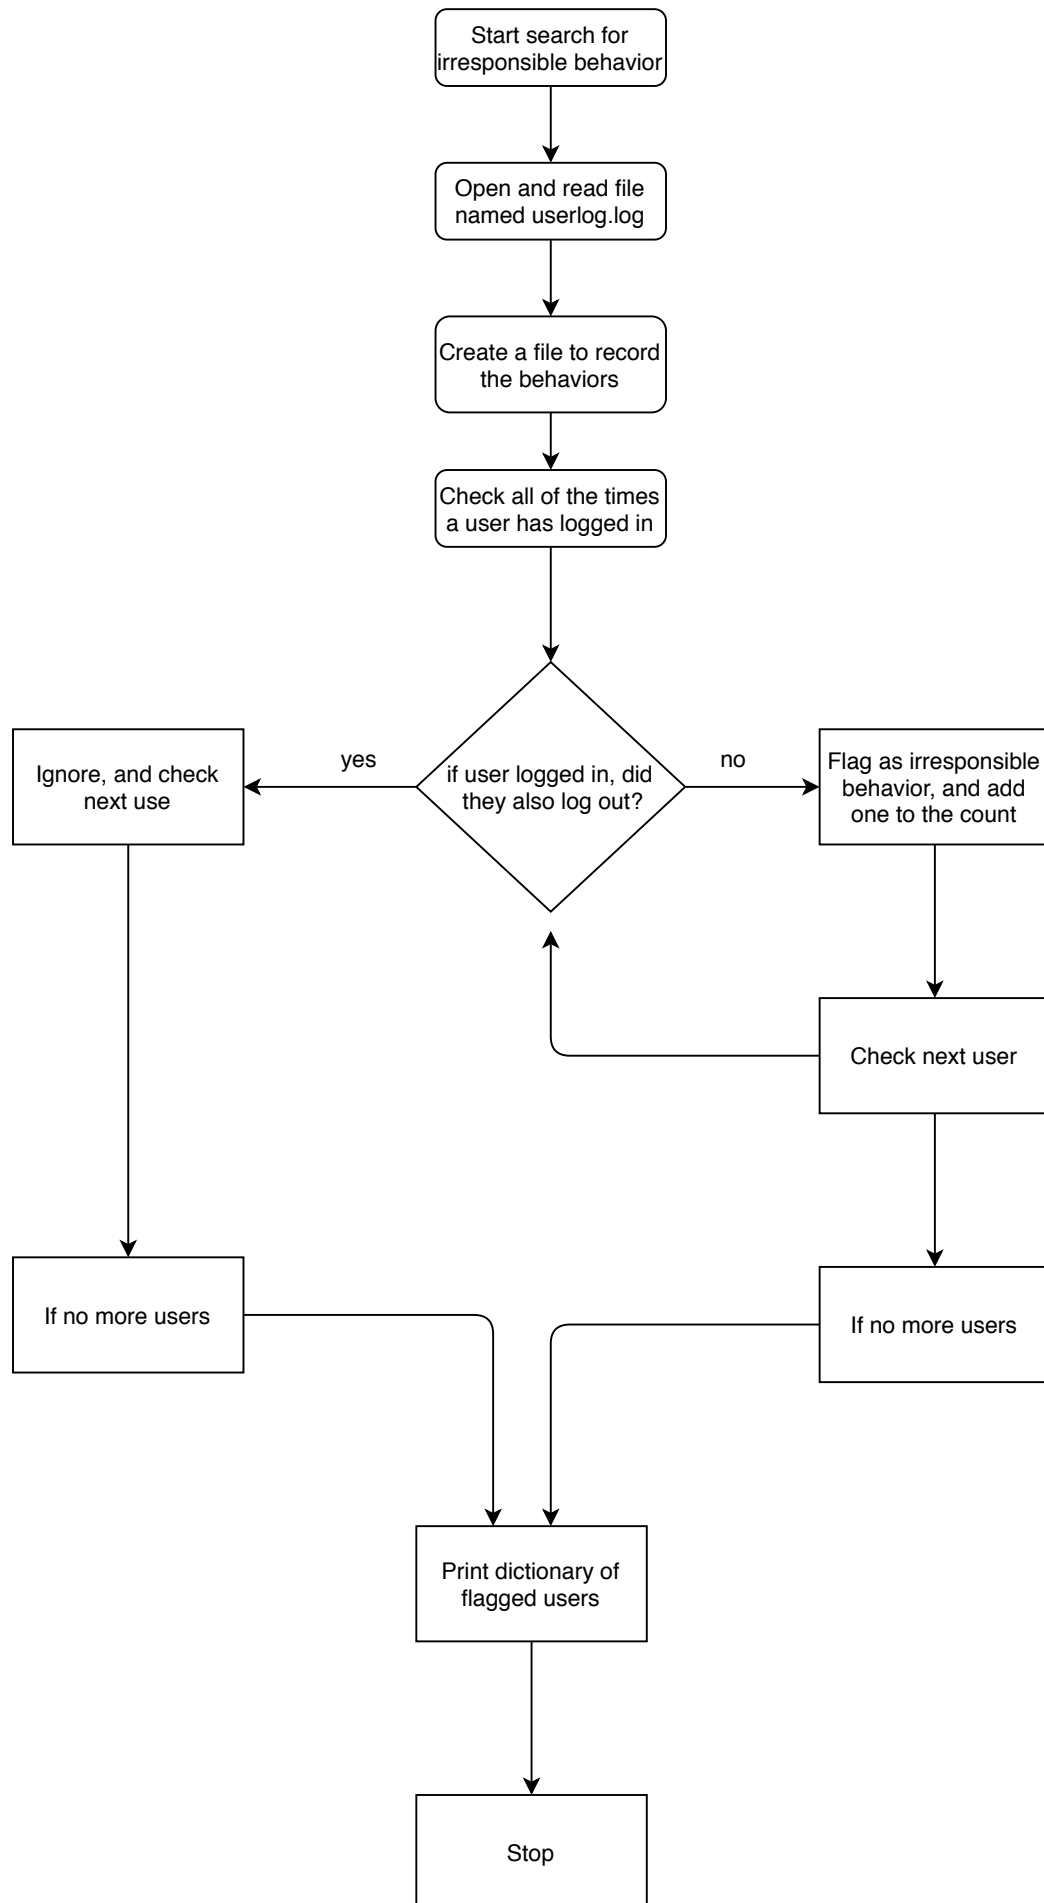 Start search for
irresponsible behavior
Open and read file
named userlog.log
Create a file to record
the behaviors
Check all of the times
a user has logged in
if user logged in, did
they also log out?
yes
no
Ignore, and check
next use
Flag as irresponsible
behavior, and add
one to the count
Check next user
If no more users
If no more users
Print dictionary of
flagged users
Stop